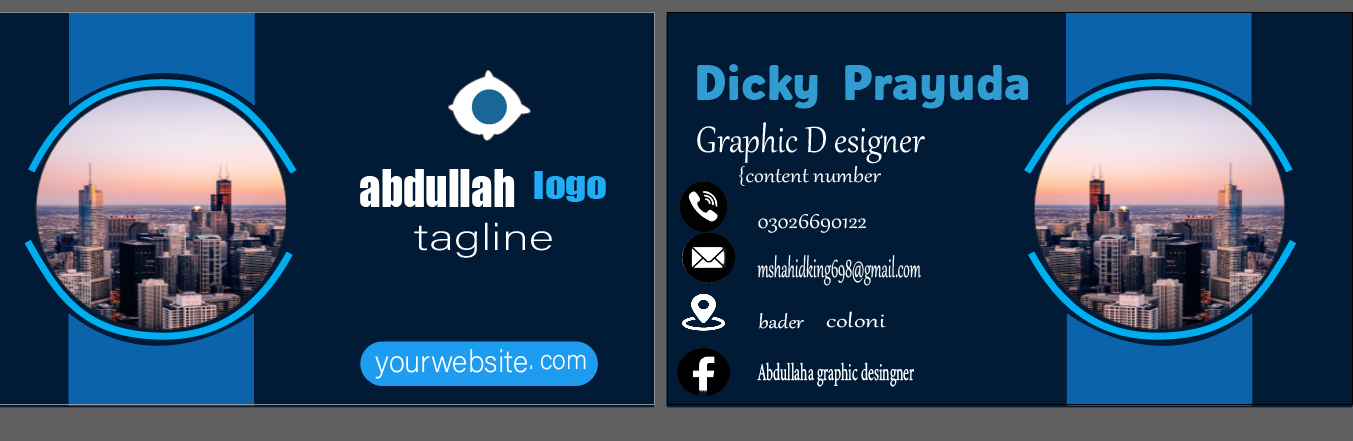 abdullah logo
tagline
yourwebsite. com
Dicky Prayuda
Graphic D esigner
{content number
03026690122
mshahidking698@gmail.com
bader coloni
Abdullaha graphic desingner